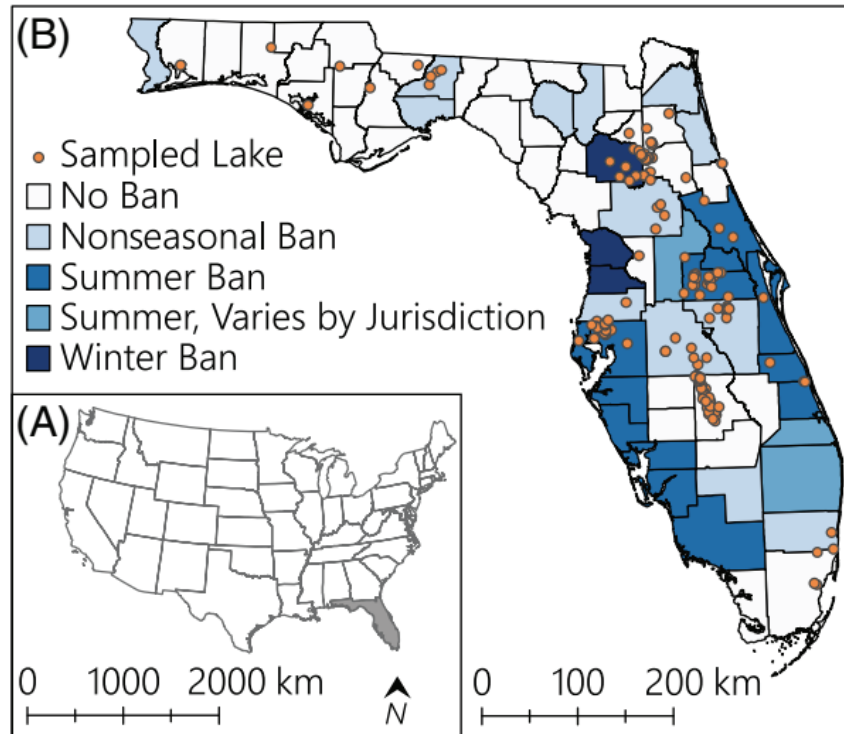 (B)
Sampled Lake
No Ban
Nonseasonal Ban
Summer Ban
Summer, Varies by Jurisdiction
Winter Ban
(A)
0 1000 2000 km
N
0 100 200 km